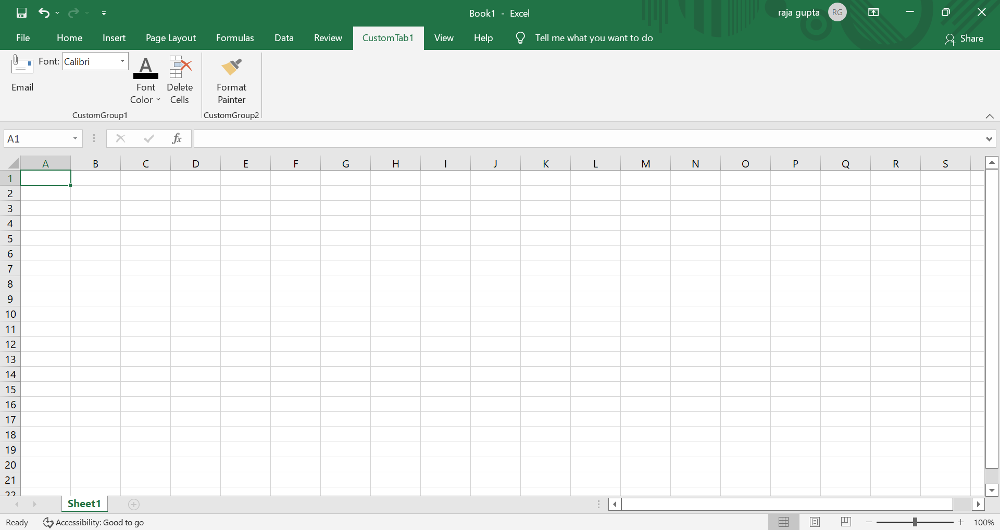 Book1 - Excel
raja gupta RG
File Home Insert Page Layout Formulas Data Review CustomTab1 View Help Tell me what you want to do Share
Email
Font: Calibri
A
Font
Color
Delete
Cells
Format
Painter
CustomGroup1 CustomGroup2
A1 fx
A B C D E F G H I J K L M N O P Q R S
1
2
3
4
5
6
7
8
9
10
11
12
13
14
15
16
17
18
19
20
21
22
Sheet1
Ready Accessibility: Good to go 100%